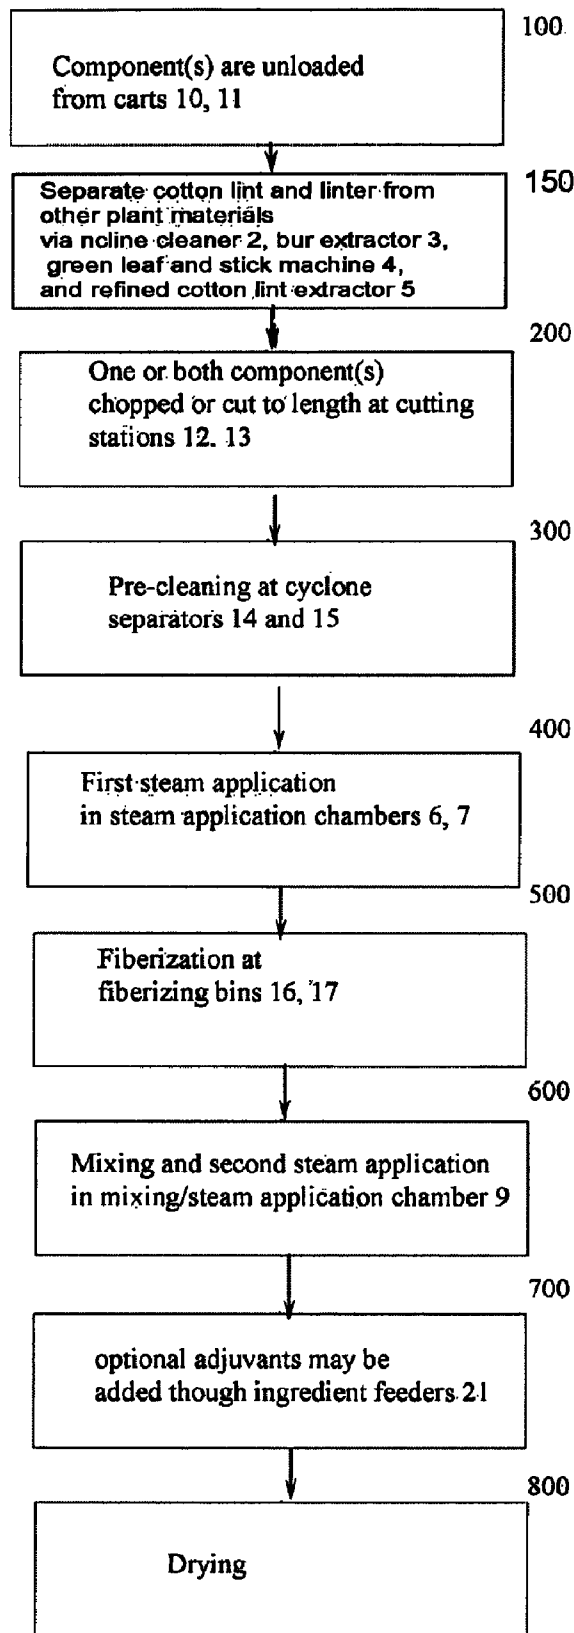 100
Component(s) are unloaded
from carts 10, 11
150
Separate cotton lint and linter from
other plant materials
via ncline cleaner 2, bur extractor 3,
green leaf and stick machine 4,
and refined cotton lint extractor 5
200
One or both component(s)
chopped or cut to length at cutting
stations 12. 13
300
Pre-cleaning at cyclone
separators 14 and 15
400
First steam application
in steam application chambers 6, 7
500
Fiberization at
fiberizing bins 16, 17
600
Mixing and second steam application
in mixing/steam application chamber 9
700
optional adjuvants may be
added though ingredient feeders 21
800
Drying